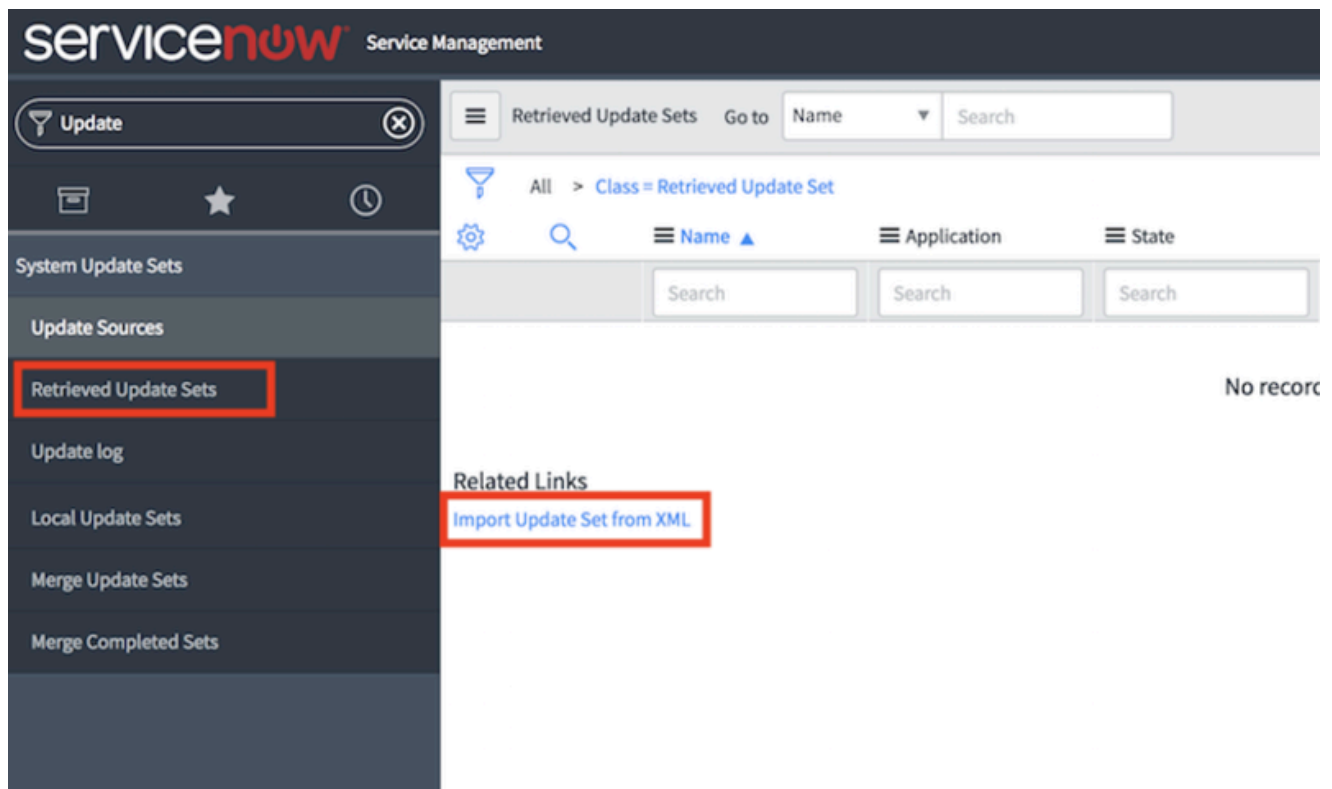 servicenow Service Management
Update
Retrieved Update Sets Go to Name Search
All > Class = Retrieved Update Set
Name Application State
Search Search Search
System Update Sets
Update Sources
Retrieved Update Sets
Update log
Local Update Sets
Merge Update Sets
Merge Completed Sets
No record
Related Links
Import Update Set from XML